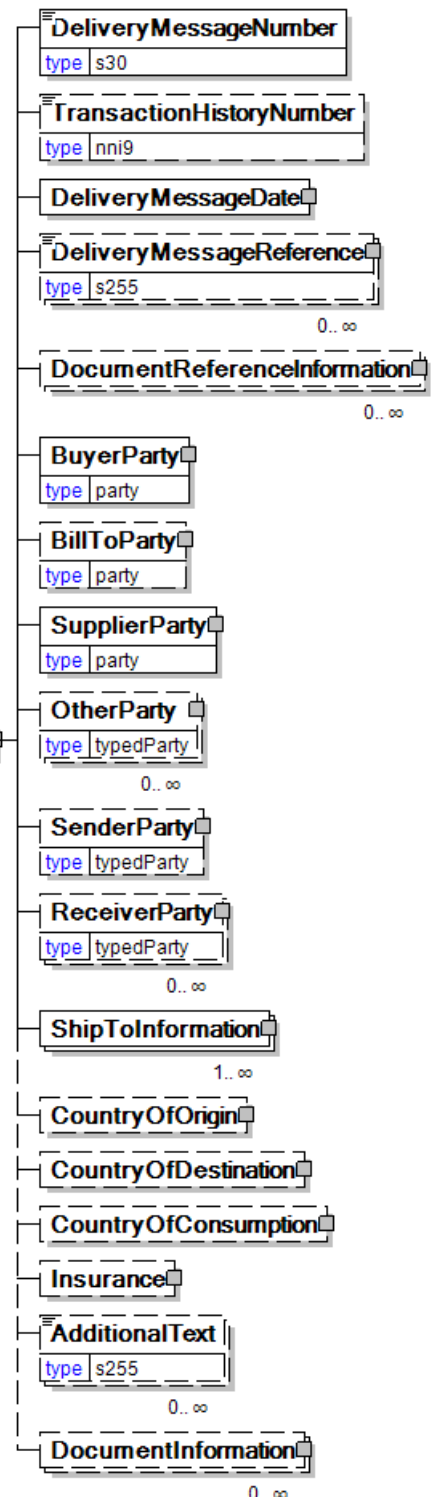 DeliveryMessageNumber
type s30
TransactionHistoryNumber
type nni9
DeliveryMessageDate
DeliveryMessageReference
type s255
0.. ∞
DocumentReferenceInformation
0.. ∞
BuyerParty
type party
BillToParty
type party
SupplierParty
type party
OtherParty
type typedParty
0.. ∞
SenderParty
type typedParty
ReceiverParty
type typedParty
0.. ∞
ShipToInformation
1.. ∞
CountryOfOrigin
CountryOfDestination
CountryOfConsumption
Insurance
AdditionalText
type s255
0.. ∞
DocumentInformation
0.. ∞